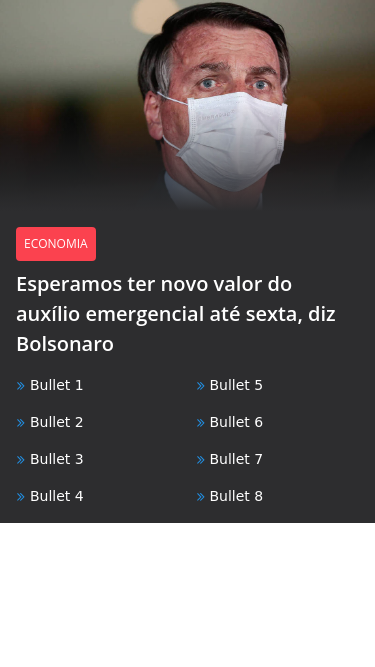 ECONOMIA
Esperamos ter novo valor do
auxílio emergencial até sexta, diz
Bolsonaro
» Bullet 1
» Bullet 2
» Bullet 3
» Bullet 4
» Bullet 5
» Bullet 6
» Bullet 7
» Bullet 8